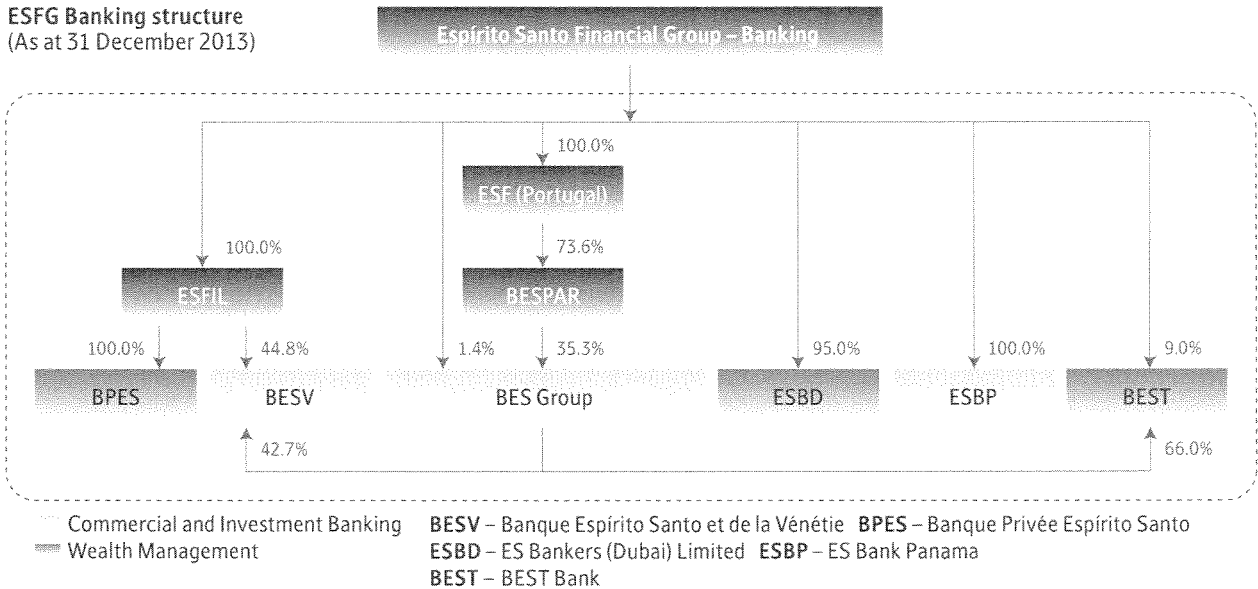 ESFG Banking structure
(As at 31 December 2013)
Espírito Santo Financial Group – Banking
100.0%
ESF (Portugal)
100.0%
73.6%
ESFIL
BESPAR
100.0%
44.8%
1.4%
35.3%
95.0%
100.0%
9.0%
BPES
BESV
BES Group
ESBD
ESBP
BEST
42.7%
66.0%
Commercial and Investment Banking
Wealth Management
BESV – Banque Espírito Santo et de la Vénétie BPES – Banque Privée Espírito Santo
ESBD – ES Bankers (Dubai) Limited ESBP – ES Bank Panama
BEST – BEST Bank